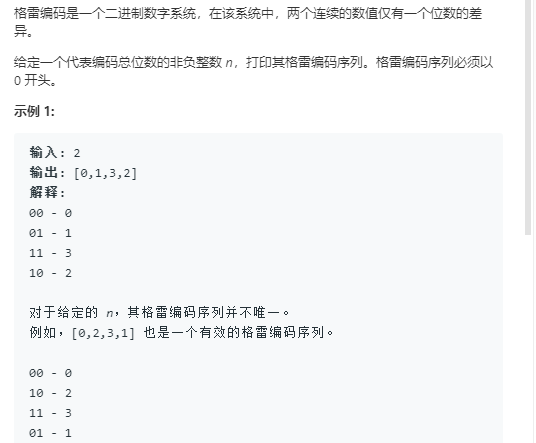 格雷编码是一个二进制数字系统，在该系统中，两个连续的数值仅有一个位数的差
异。
给定一个代表编码总位数的非负整数 n，打印其格雷编码序列。格雷编码序列必须以
0 开头。
示例 1:
输入: 2
输出: [0,1,3,2]
解释:
00 - 0
01 - 1
11 - 3
10 - 2
对于给定的 n，其格雷编码序列并不唯一。
例如，[0,2,3,1] 也是一个有效的格雷编码序列。
00 - 0
10 - 2
11 - 3
01 - 1